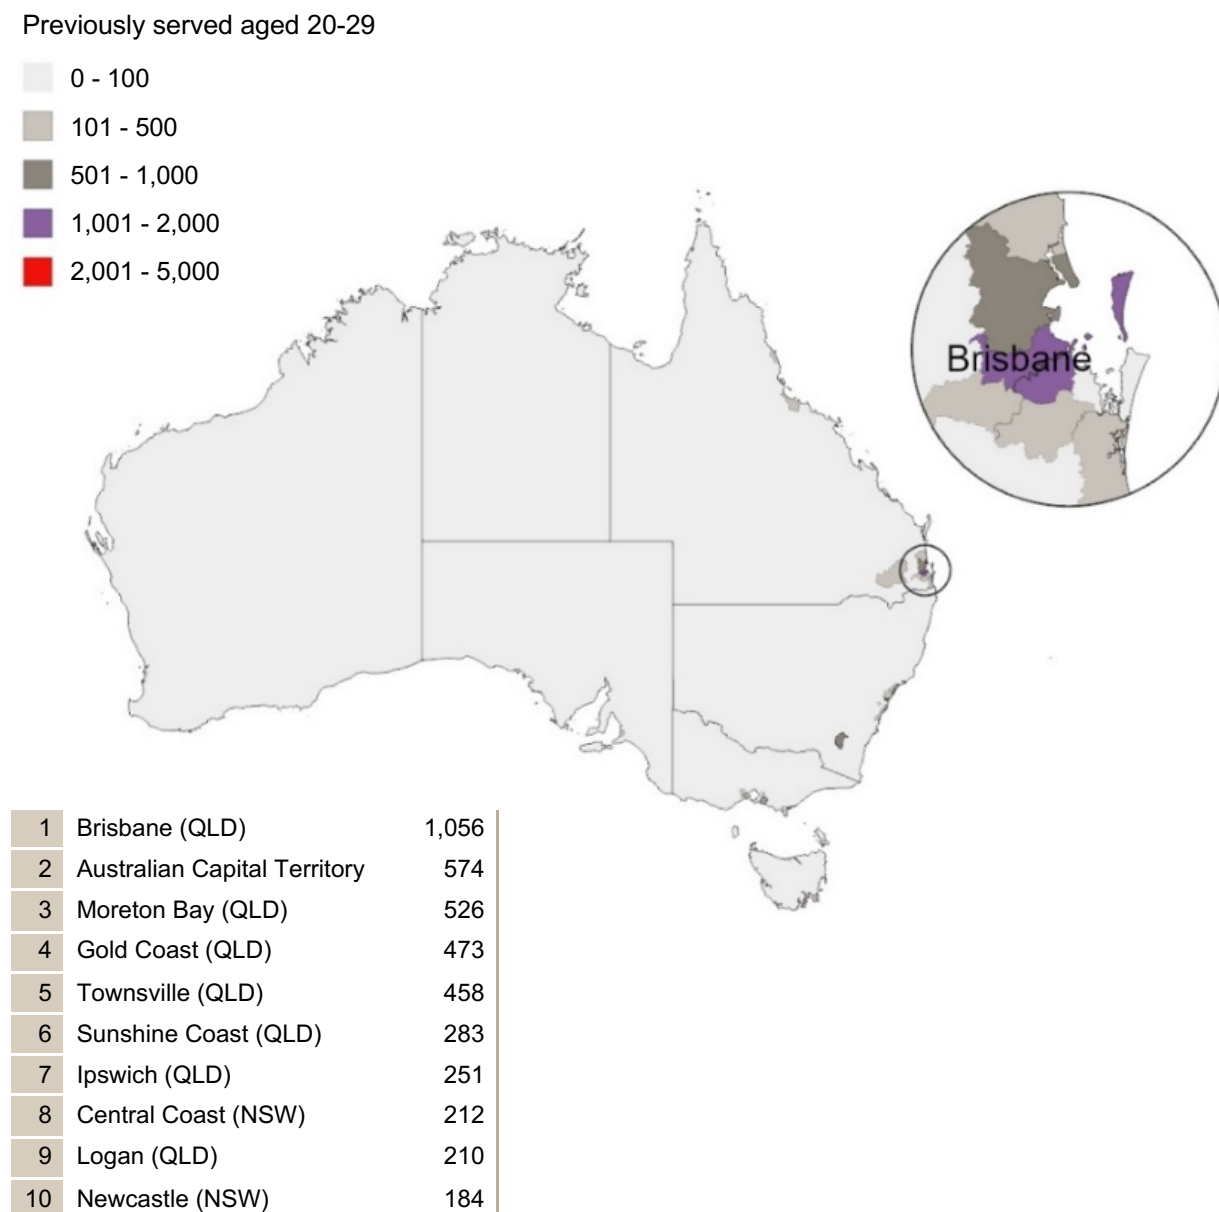 Previously served aged 20-29
0 - 100
101 - 500
501 - 1,000
1,001 - 2,000
2,001 - 5,000
Brisbane
1 Brisbane (QLD) 1,056
2 Australian Capital Territory 574
3 Moreton Bay (QLD) 526
4 Gold Coast (QLD) 473
5 Townsville (QLD) 458
6 Sunshine Coast (QLD) 283
7 Ipswich (QLD) 251
8 Central Coast (NSW) 212
9 Logan (QLD) 210
10 Newcastle (NSW) 184